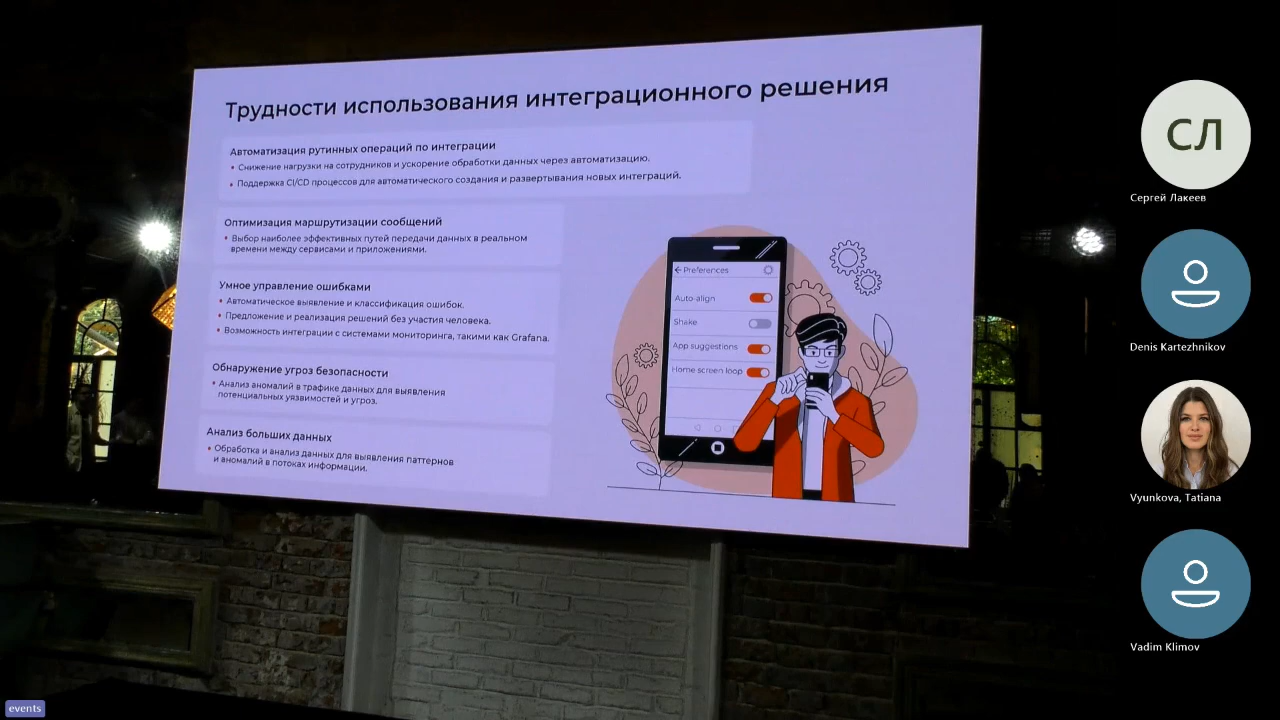 Трудности использования интеграционного решения
Автоматизация рутинных операций по интеграции
• Снижение нагрузки на сотрудников и ускорение обработки данных через автоматизацию.
• Поддержка CI/CD процессов для автоматического создания и развертывания новых интеграций.
Оптимизация маршрутизации сообщений
• Выбор наиболее эффективных путей передачи данных в реальном
времени между сервисами и приложениями.
Умное управление ошибками
• Автоматическое выявление и классификация ошибок.
• Предложение и реализация решений без участия человека.
• Возможность интеграции с системами мониторинга, такими как Grafana.
Обнаружение угроз безопасности
• Анализ аномалий в трафике данных для выявления
потенциальных уязвимостей и угроз.
Анализ больших данных
• Обработка и анализ данных для выявления паттернов
и аномалий в потоках информации.
Preferences
Auto-align
Shake
App suggestions
Home screen loop
СЛ
Сергей Лакеев
Denis Kartezhnikov
Vyunkova, Tatiana
Vadim Klimov
events